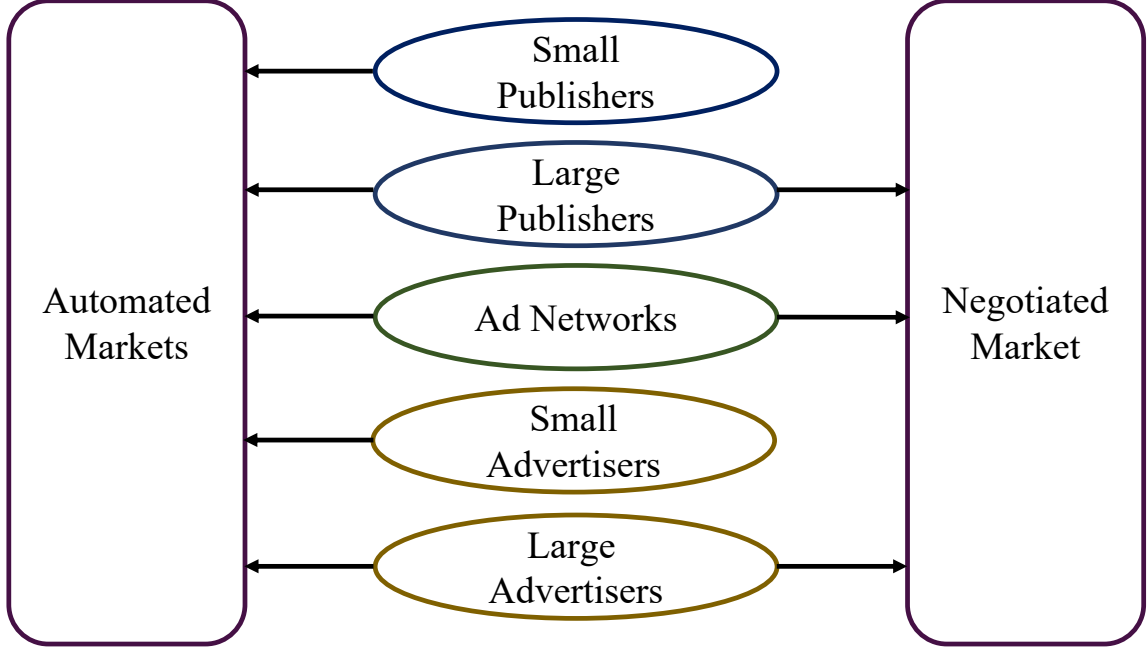 Small
Publishers
Large
Publishers
Automated
Markets
Ad Networks
Negotiated
Market
Small
Advertisers
Large
Advertisers